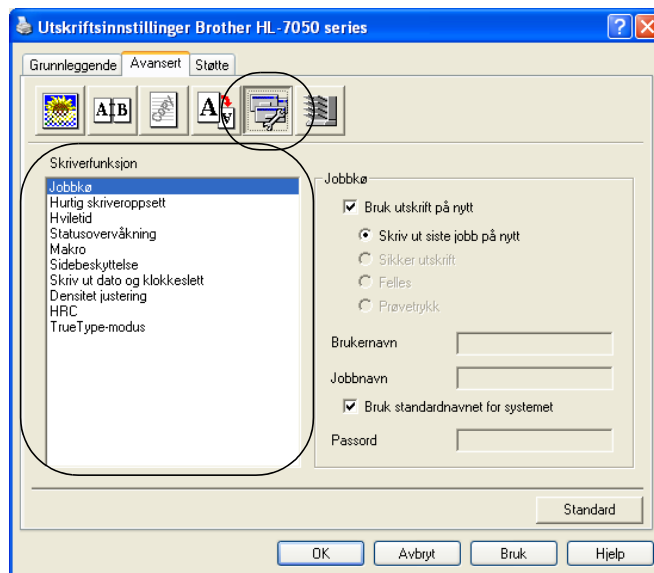 Utskriftsinnstillinger Brother HL-7050 series
Grunnleggende Avansert Støtte
A B Copy A A
Skriverfunksjon
Jobbkø
Hurtig skriveroppsett
Hviletid
Statusovervåkning
Makro
Sidebeskyttelse
Skriv ut dato og klokkeslett
Densitet justering
HRC
TrueType-modus
Jobbkø
Bruk utskrift på nytt
Skriv ut siste jobb på nytt
Sikker utskrift
Felles
Prøvetrykk
Brukernavn
Jobbnavn
Bruk standardnavnet for systemet
Passord
Standard
OK Avbryt Bruk Hjelp